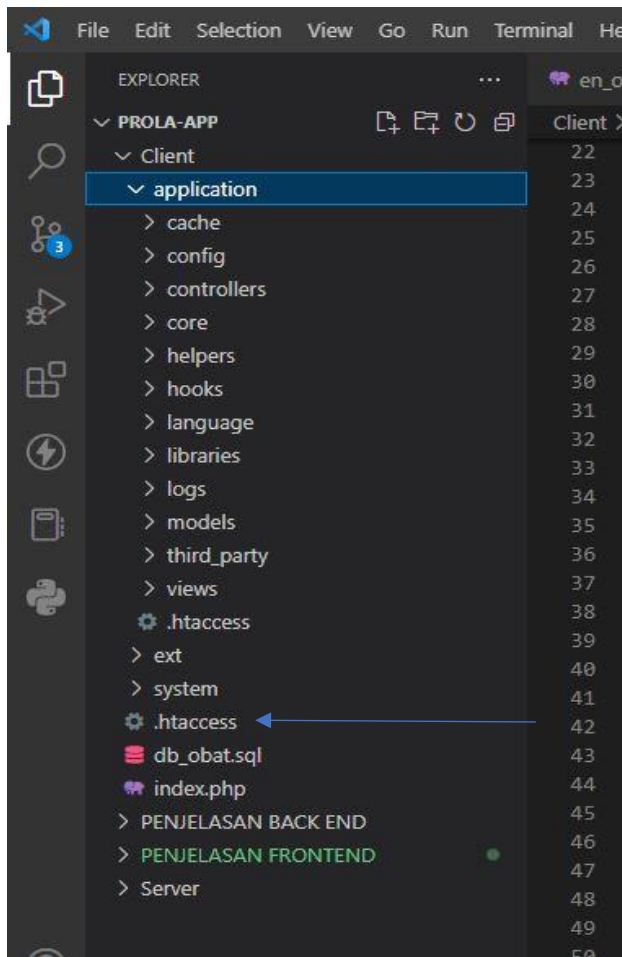 File Edit Selection View Go Run Terminal He
EXPLORER
en_o
PROLA-APP
Client >
Client
22
application
23
cache
24
config
25
controllers
26
core
27
helpers
28
hooks
29
language
30
libraries
31
logs
32
models
33
third_party
34
views
35
.htaccess
36
ext
37
system
38
.htaccess
39
db_obat.sql
40
index.php
41
PENJELASAN BACK END
42
PENJELASAN FRONTEND
43
Server
44
45
46
47
48
49
50
3